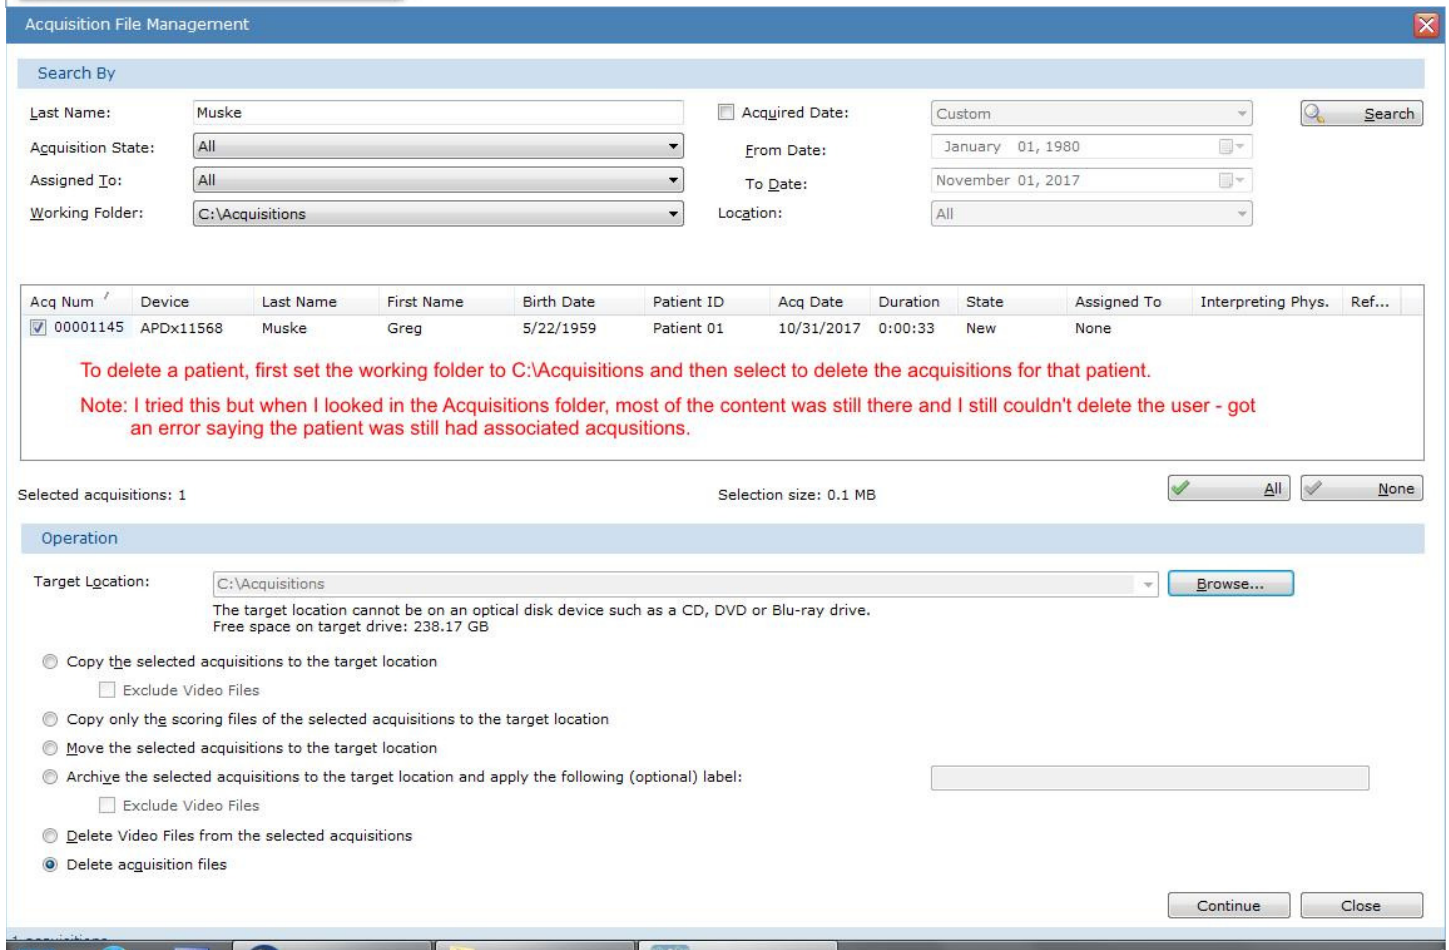 Acquisition File Management
Search By
Last Name: Muske Acquired Date: Custom Search
Acquisition State: All From Date: January 01, 1980
Assigned To: All To Date: November 01, 2017
Working Folder: C:\Acquisitions Location: All
Acq Num Device Last Name First Name Birth Date Patient ID Acq Date Duration State Assigned To Interpreting Phys. Ref...
00001145 APDx11568 Muske Greg 5/22/1959 Patient 01 10/31/2017 0:00:33 New None
To delete a patient, first set the working folder to C:\Acquisitions and then select to delete the acquisitions for that patient.
Note: I tried this but when I looked in the Acquisitions folder, most of the content was still there and I still couldn't delete the user - got
an error saying the patient was still had associated acqusitions.
Selected acquisitions: 1 Selection size: 0.1 MB All None
Operation
Target Location: C:\Acquisitions Browse...
The target location cannot be on an optical disk device such as a CD, DVD or Blu-ray drive.
Free space on target drive: 238.17 GB
Copy the selected acquisitions to the target location
Exclude Video Files
Copy only the scoring files of the selected acquisitions to the target location
Move the selected acquisitions to the target location
Archive the selected acquisitions to the target location and apply the following (optional) label:
Exclude Video Files
Delete Video Files from the selected acquisitions
Delete acquisition files
Continue Close